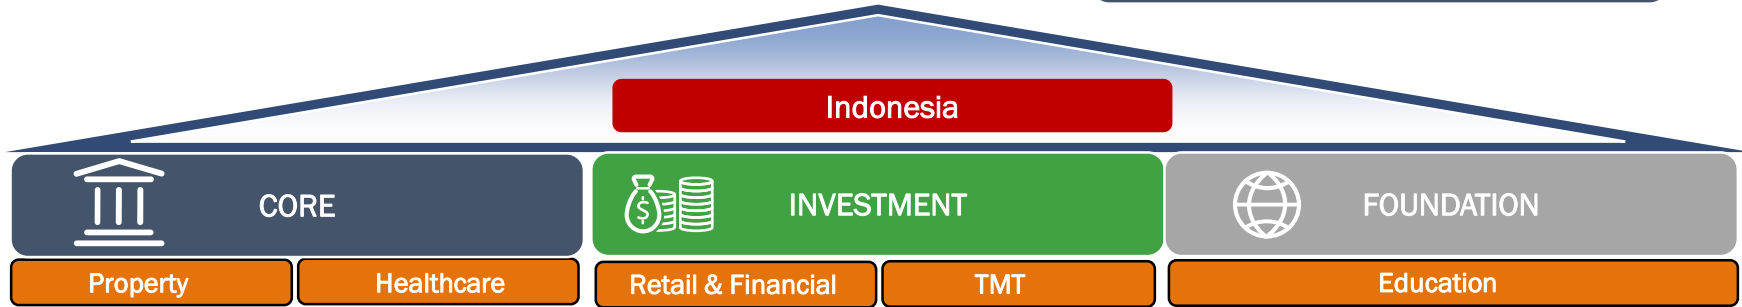 Indonesia
CORE
INVESTMENT
FOUNDATION
Property
Healthcare
Retail & Financial
TMT
Education